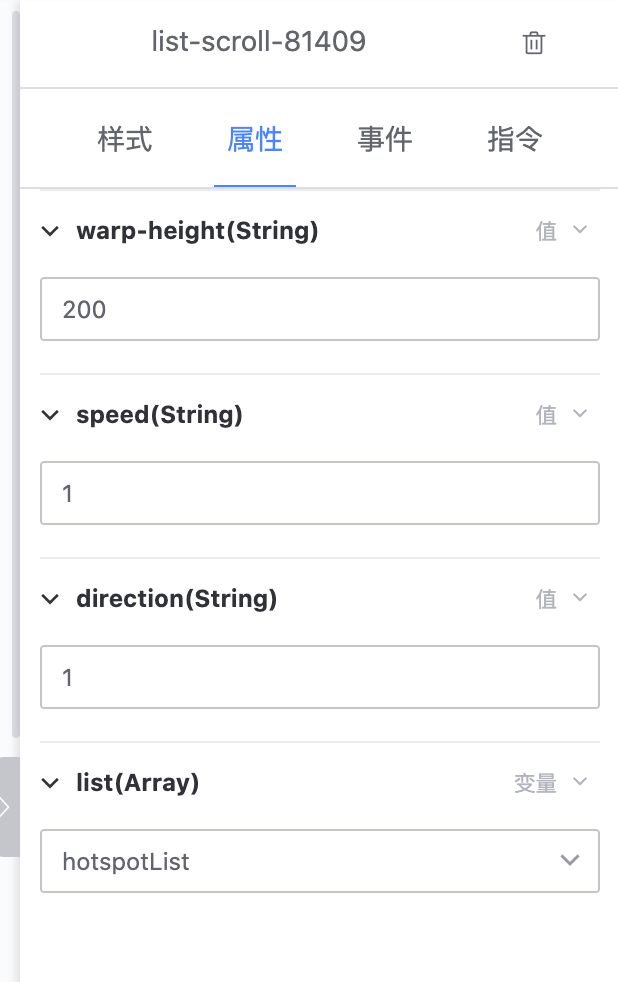 list-scroll-81409
样式 属性 事件 指令
warp-height(String) 值
200
speed(String) 值
1
direction(String) 值
1
list(Array) 变量
hotspotList